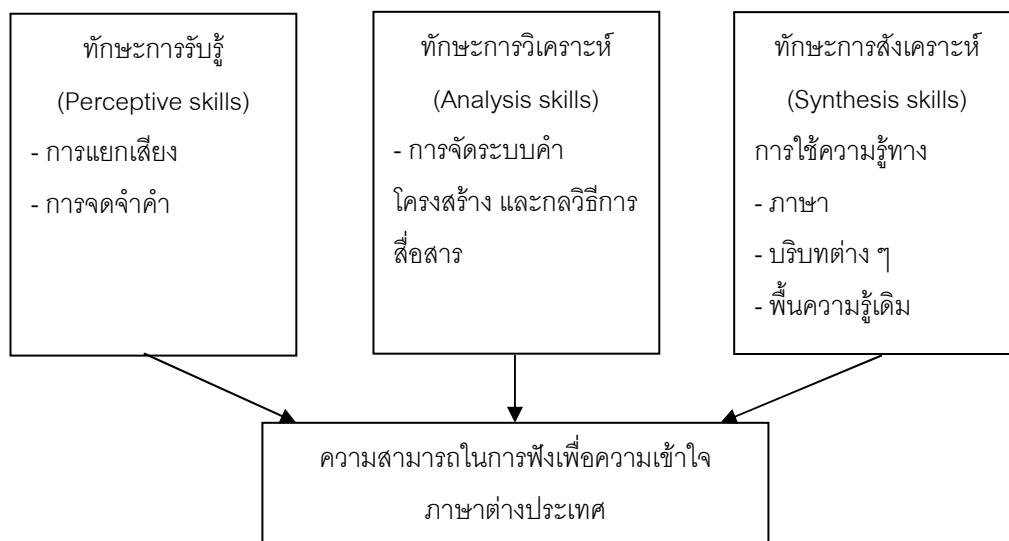 ทักษะการรับรู้
(Perceptive skills)
- การแยกเสียง
- การจดจำคำ
ทักษะการวิเคราะห์
(Analysis skills)
- การจัดระบบคำ
โครงสร้าง และกลวิธีการ
สื่อสาร
ทักษะการสังเคราะห์
(Synthesis skills)
การใช้ความรู้ทาง
- ภาษา
- บริบทต่าง ๆ
- พื้นความรู้เดิม
ความสามารถในการฟังเพื่อความเข้าใจ
ภาษาต่างประเทศ